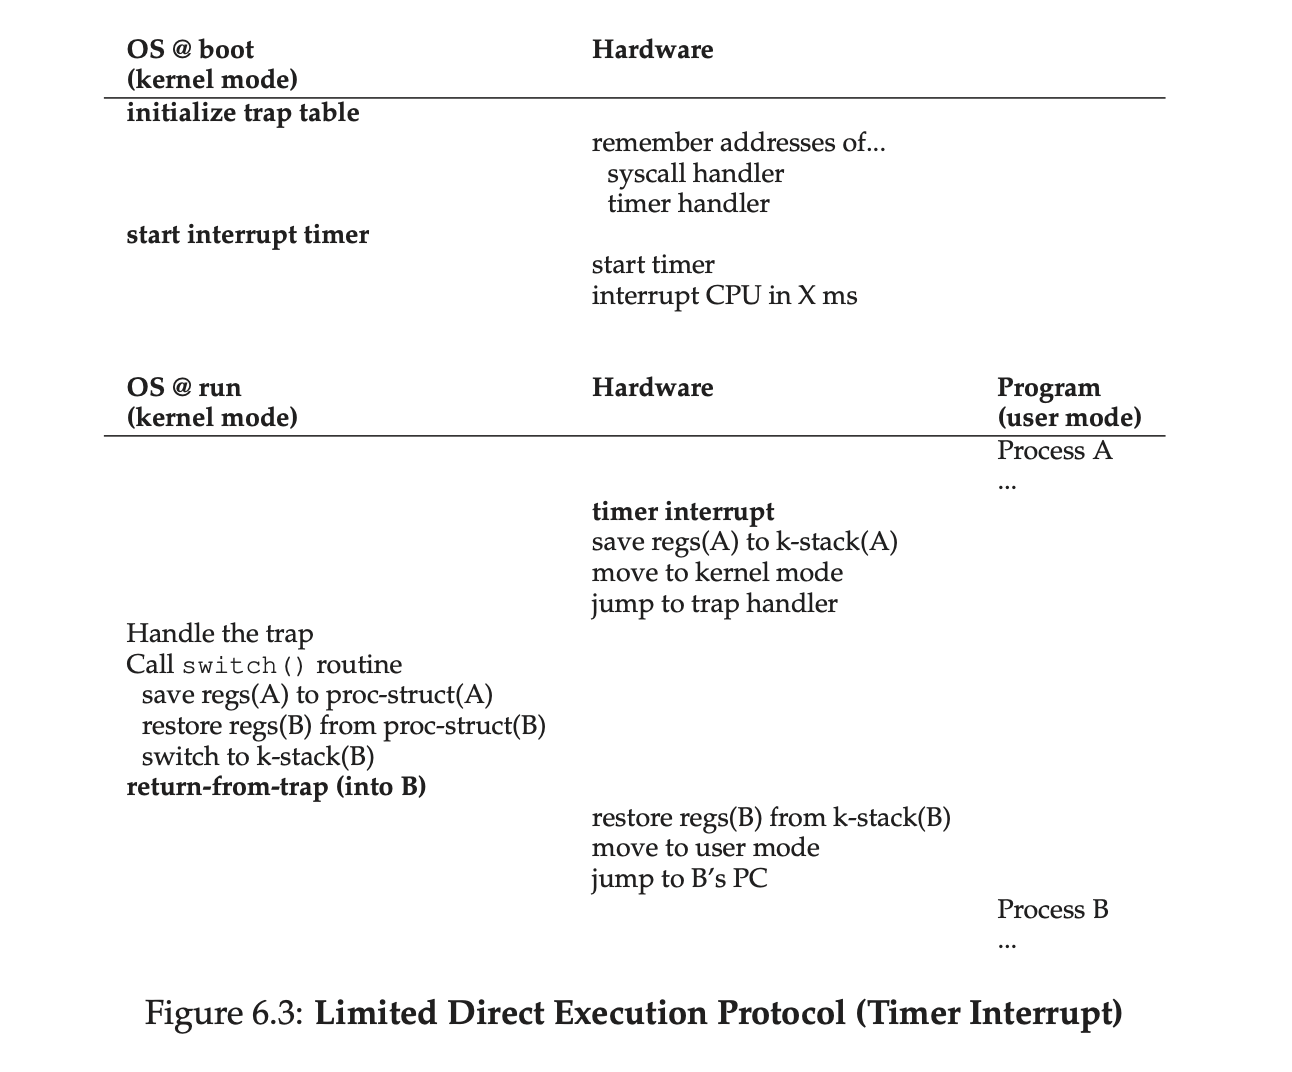 OS @ boot Hardware
(kernel mode)
initialize trap table
remember addresses of...
syscall handler
timer handler
start interrupt timer
start timer
interrupt CPU in X ms
OS @ run Hardware Program
(kernel mode) (user mode)
Process A
...
timer interrupt
save regs(A) to k-stack(A)
move to kernel mode
jump to trap handler
Handle the trap
Call switch() routine
save regs(A) to proc-struct(A)
restore regs(B) from proc-struct(B)
switch to k-stack(B)
return-from-trap (into B)
restore regs(B) from k-stack(B)
move to user mode
jump to B’s PC
Process B
...
Figure 6.3: Limited Direct Execution Protocol (Timer Interrupt)